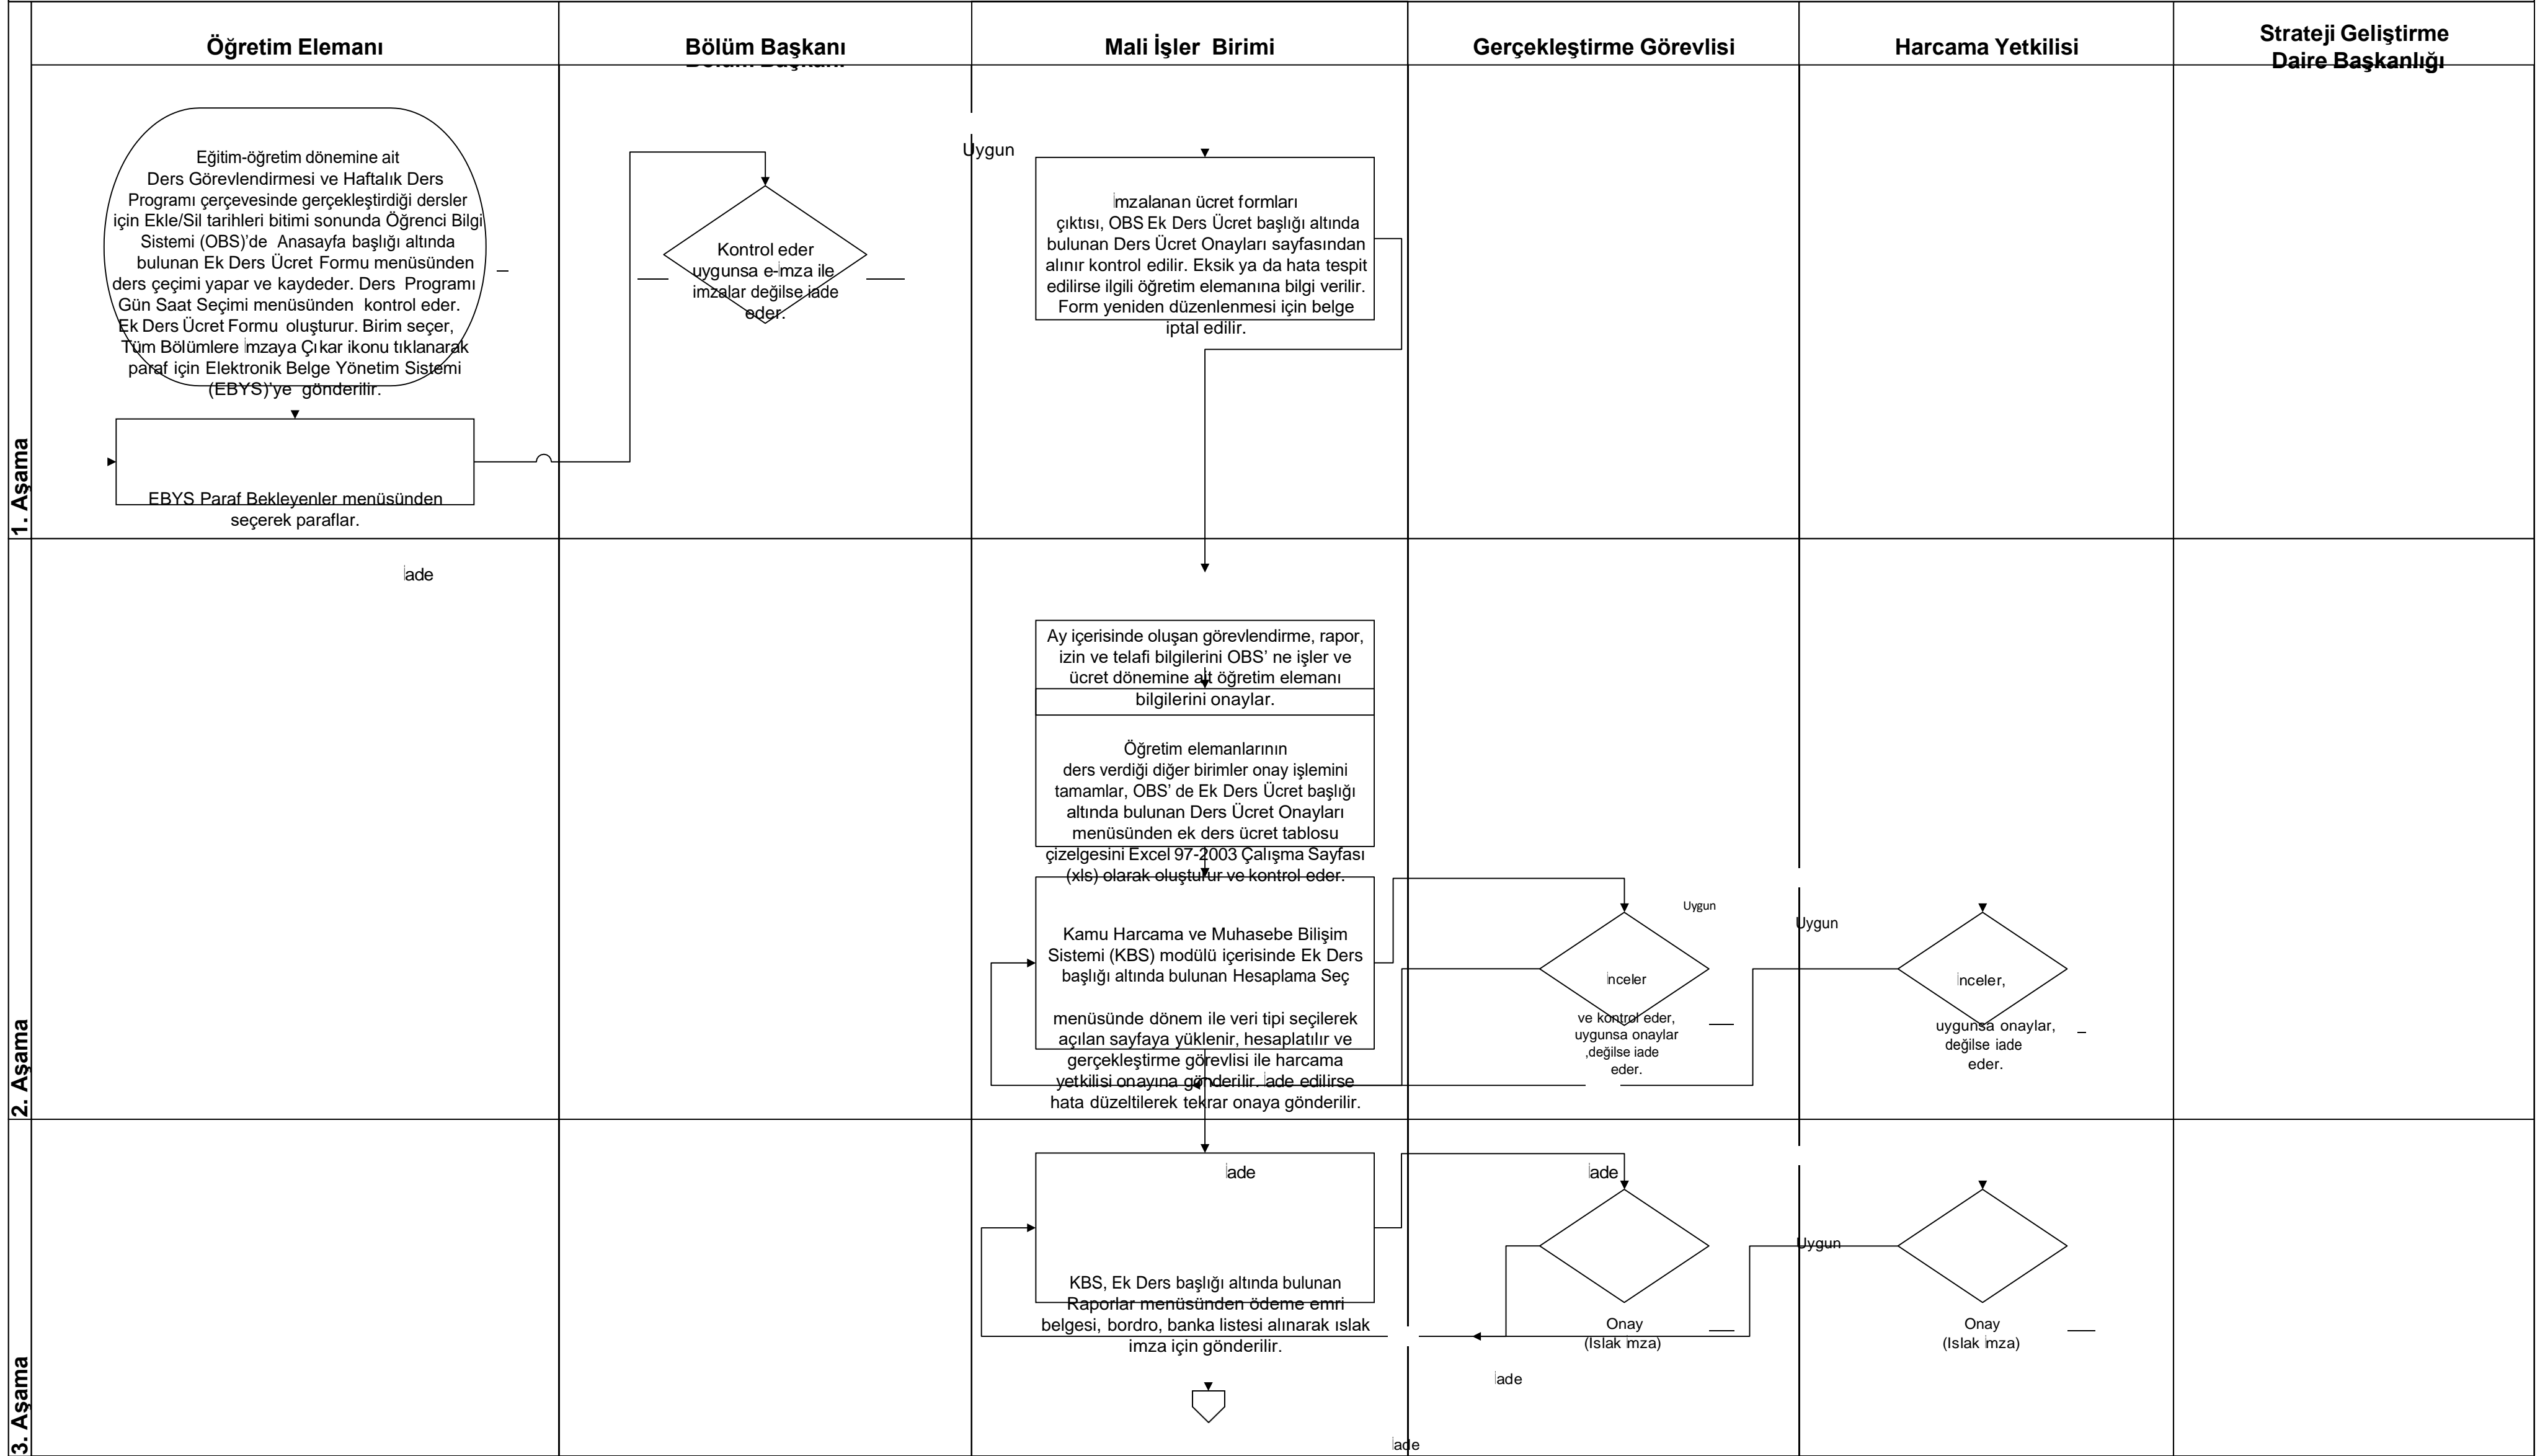 Öğretim Elemanı
Bölüm Başkanı
Bölüm Başkanı
Mali İşler Birimi
Gerçekleştirme Görevlisi
Harcama Yetkilisi
Strateji Geliştirme
Daire Başkanlığı
1. Aşama
Eğitim-öğretim dönemine ait
Ders Görevlendirmesi ve Haftalık Ders
Programı çerçevesinde gerçekleştirdiği dersler
için Ekle/Sil tarihleri bitimi sonunda Öğrenci Bilgi
Sistemi (OBS)’de Anasayfa başlığı altında
bulunan Ek Ders Ücret Formu menüsünden
ders çeçimi yapar ve kaydeder. Ders Programı
Gün Saat Seçimi menüsünden kontrol eder.
Ek Ders Ücret Formu oluşturur. Birim seçer,
Tüm Bölümlere İmzaya Çıkar ikonu tıklanarak
paraf için Elektronik Belge Yönetim Sistemi
(EBYS)’ye gönderilir.
EBYS Paraf Bekleyenler menüsünden
seçerek paraflar.
Kontrol eder
uygunsa e-İmza ile
imzalar değilse iade
eder.
Uygun
İmzalanan ücret formları
çıktısı, OBS Ek Ders Ücret başlığı altında
bulunan Ders Ücret Onayları sayfasından
alınır kontrol edilir. Eksik ya da hata tespit
edilirse ilgili öğretim elemanına bilgi verilir.
Form yeniden düzenlenmesi için belge
iptal edilir.
2. Aşama
İade
Ay içerisinde oluşan görevlendirme, rapor,
izin ve telafi bilgilerini OBS’ ne işler ve
ücret dönemine ait öğretim elemanı
bilgilerini onaylar.
Öğretim elemanlarının
ders verdiği diğer birimler onay işlemini
tamamlar, OBS’ de Ek Ders Ücret başlığı
altında bulunan Ders Ücret Onayları
menüsünden ek ders ücret tablosu
çizelgesini Excel 97-2003 Çalışma Sayfası
(xls) olarak oluşturur ve kontrol eder.
Kamu Harcama ve Muhasebe Bilişim
Sistemi (KBS) modülü içerisinde Ek Ders
başlığı altında bulunan Hesaplama Seç
menüsünde dönem ile veri tipi seçilerek
açılan sayfaya yüklenir, hesaplatılır ve
gerçekleştirme görevlisi ile harcama
yetkilisi onayına gönderilir. İade edilirse
hata düzeltilerek tekrar onaya gönderilir.
Uygun
İnceler
ve kontrol eder,
uygunsa onaylar
,değilse iade
eder.
Uygun
İnceler,
uygunsa onaylar,
değilse iade
eder.
3. Aşama
İade
İade
KBS, Ek Ders başlığı altında bulunan
Raporlar menüsünden ödeme emri
belgesi, bordro, banka listesi alınarak ıslak
imza için gönderilir.
Uygun
Onay
(Islak İmza)
Onay
(Islak İmza)
İade
İade